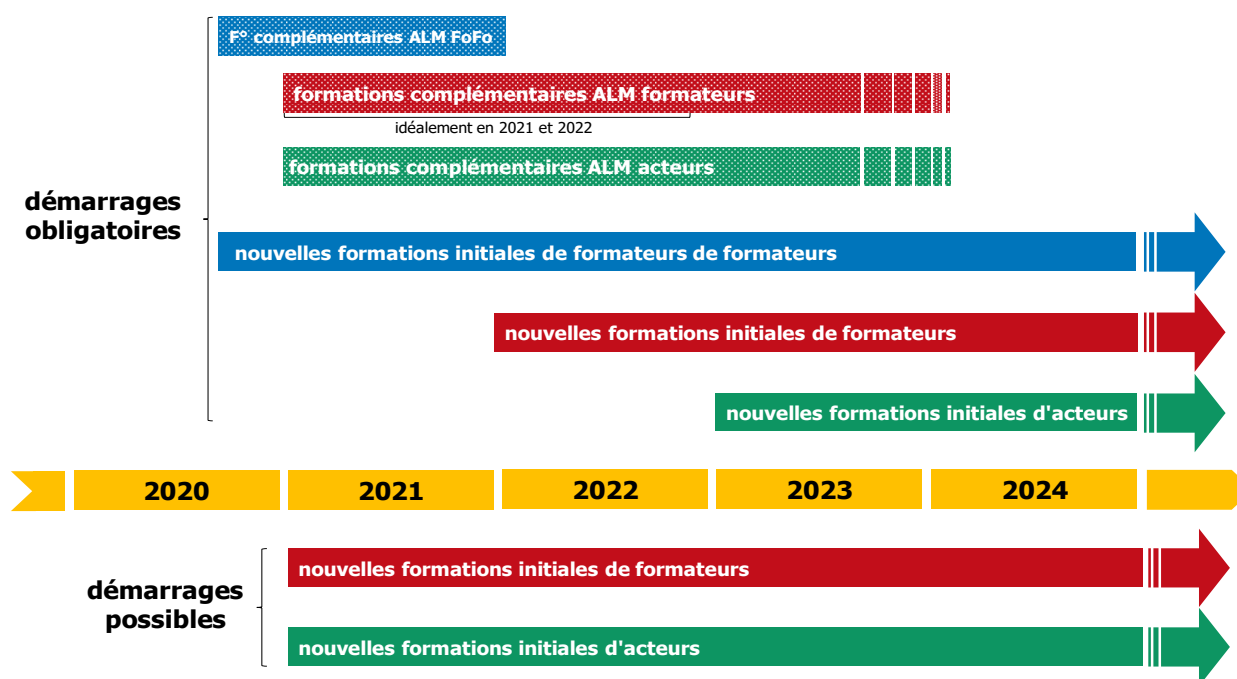 F° complémentaires ALM FoFo
formations complémentaires ALM formateurs
idéalement en 2021 et 2022
formations complémentaires ALM acteurs
démarrages
obligatoires
nouvelles formations initiales de formateurs de formateurs
nouvelles formations initiales de formateurs
nouvelles formations initiales d'acteurs
2020 2021 2022 2023 2024
démarrages
possibles
nouvelles formations initiales de formateurs
nouvelles formations initiales d'acteurs